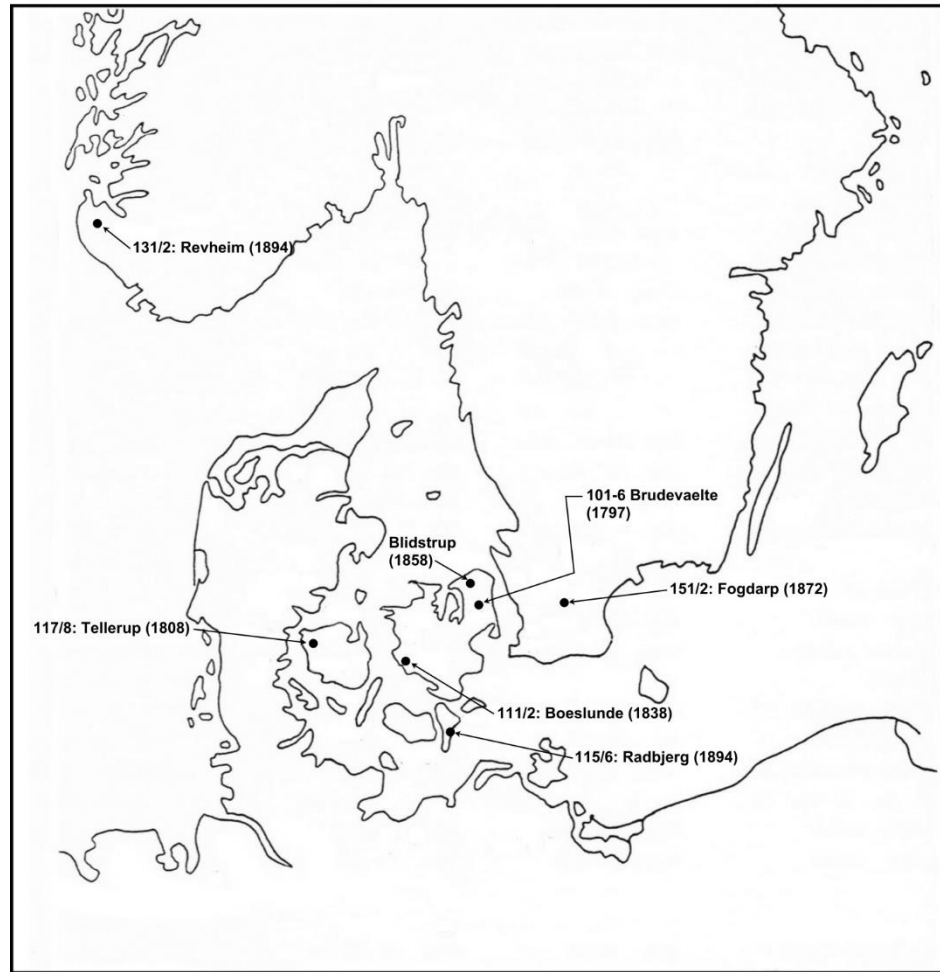 131/2: Revheim (1894)
101-6 Brudevaelte
(1797)
Blidstrup
(1858)
151/2: Fogdarp (1872)
117/8: Tellerup (1808)
111/2: Boeslunde (1838)
115/6: Radbjerg (1894)